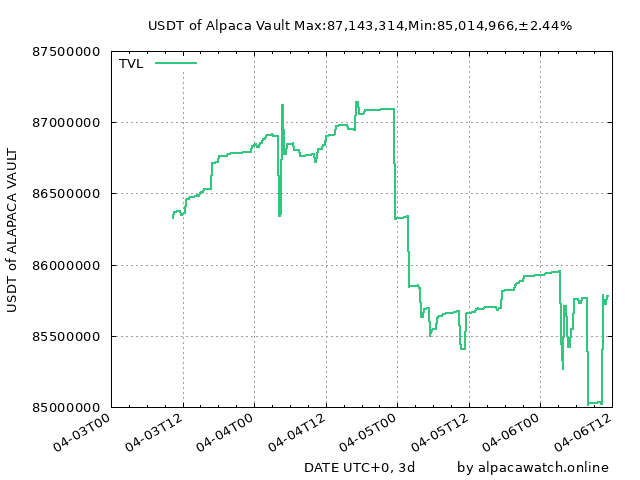 USDT of Alpaca Vault Max:87,143,314,Min:85,014,966,±2.44%
TVL
87500000
87000000
86500000
86000000
85500000
85000000
USDT of ALAPACA VAULT
04-03T00
04-03T12
04-04T00
04-04T12
04-05T00
04-05T12
04-06T00
04-06T12
DATE UTC+0, 3d
by alpacawatch.online